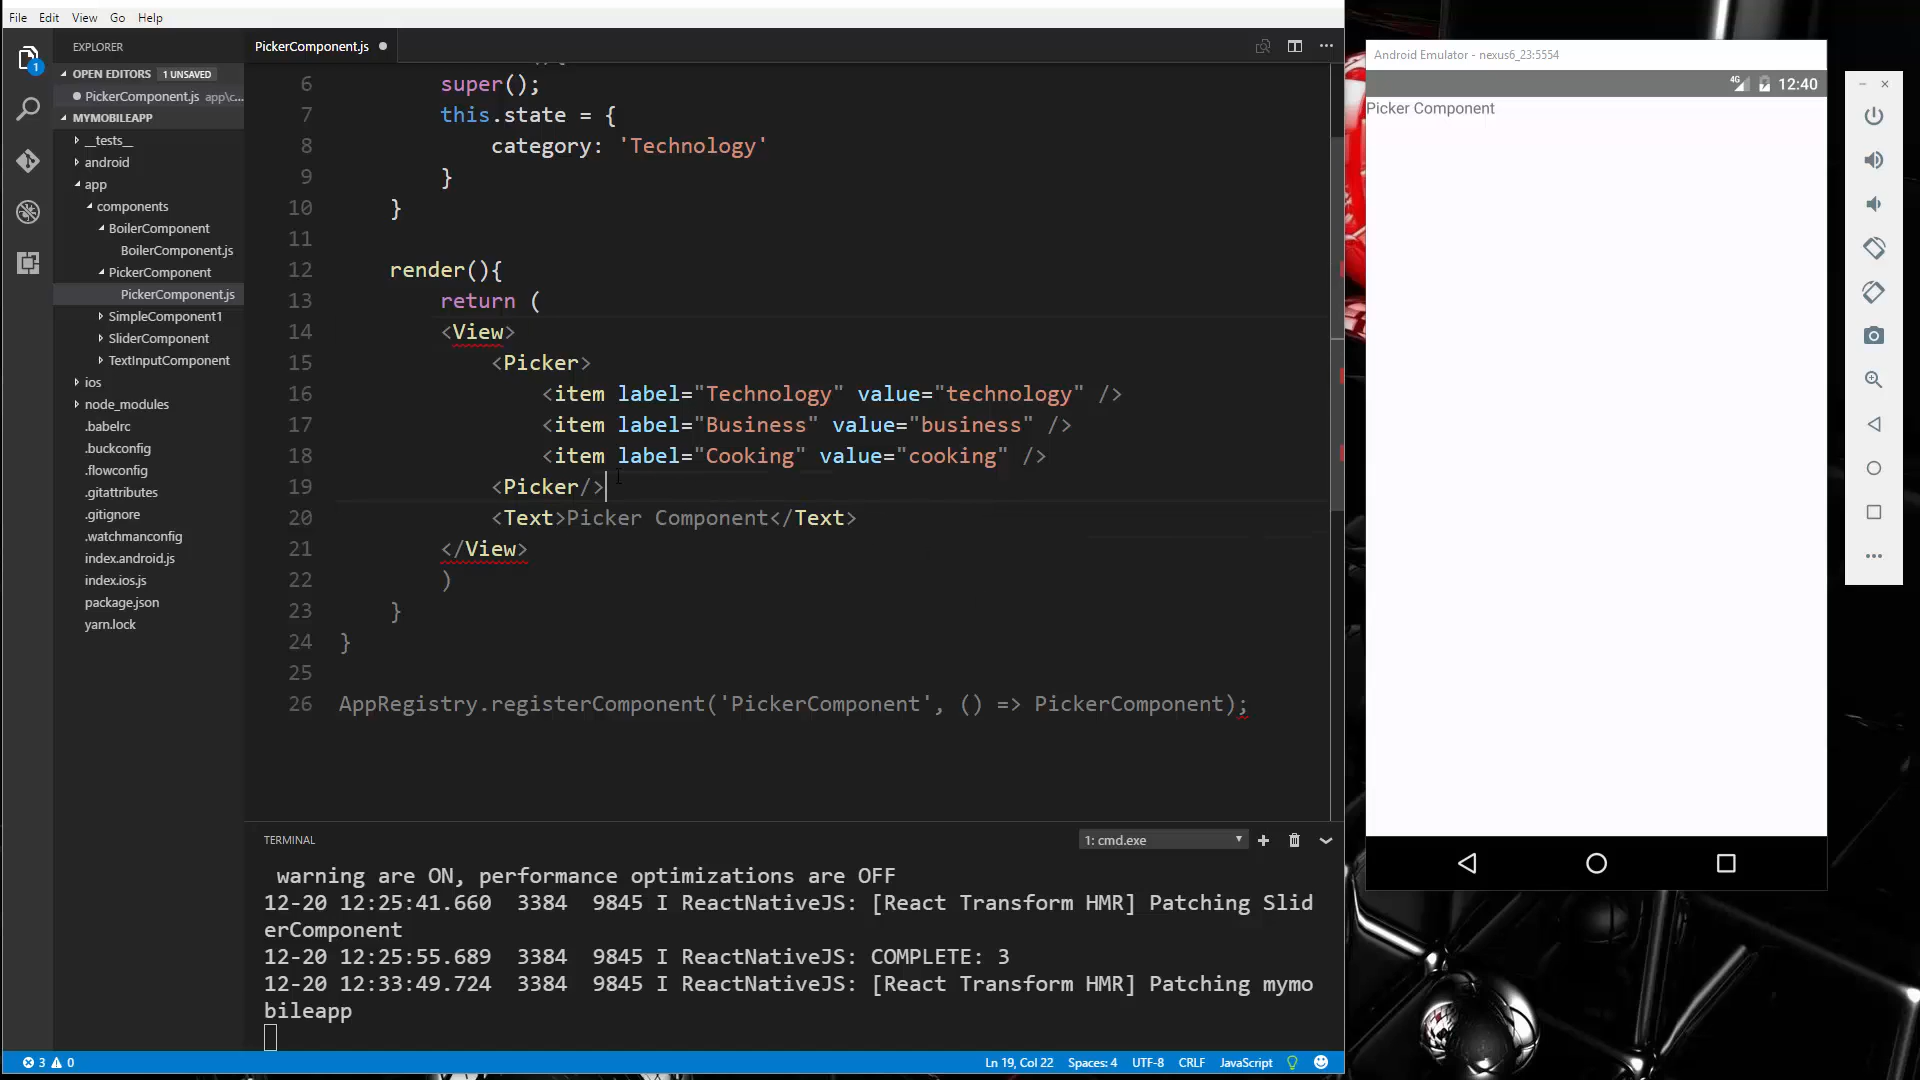 File Edit View Go Help
EXPLORER
OPEN EDITORS 1 UNSAVED
PickerComponent.js app\c...
MYMOBILEAPP
__tests__
android
app
components
BoilerComponent
BoilerComponent.js
PickerComponent
PickerComponent.js
SimpleComponent1
SliderComponent
TextInputComponent
ios
node_modules
.babelrc
.buckconfig
.flowconfig
.gitattributes
.gitignore
.watchmanconfig
index.android.js
index.ios.js
package.json
yarn.lock
1
PickerComponent.js
6 super();
7 this.state = {
8 category: 'Technology'
9 }
10 }
11
12 render(){
13 return (
14 <View>
15 <Picker>
16 <item label="Technology" value="technology" />
17 <item label="Business" value="business" />
18 <item label="Cooking" value="cooking" />
19 <Picker/>
20 <Text>Picker Component</Text>
21 </View>
22 )
23 }
24 }
25
26 AppRegistry.registerComponent('PickerComponent', () => PickerComponent);
TERMINAL
1: cmd.exe
warning are ON, performance optimizations are OFF
12-20 12:25:41.660 3384 9845 I ReactNativeJS: [React Transform HMR] Patching Slid
erComponent
12-20 12:25:55.689 3384 9845 I ReactNativeJS: COMPLETE: 3
12-20 12:33:49.724 3384 9845 I ReactNativeJS: [React Transform HMR] Patching mymo
bileapp
3 0
Ln 19, Col 22 Spaces: 4 UTF-8 CRLF JavaScript
Android Emulator - nexus6_23:5554
4G 12:40
Picker Component